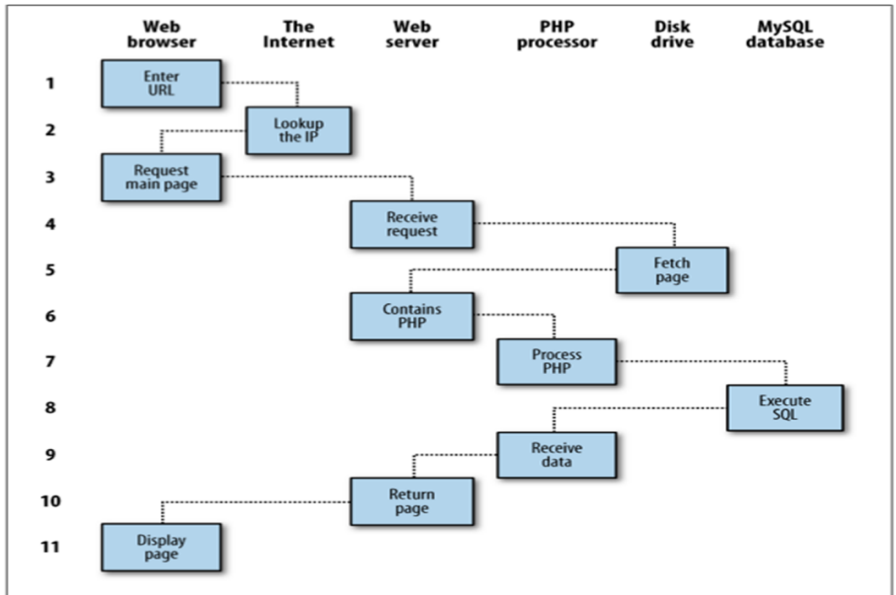 Web
browser
The
Internet
Web
server
PHP
processor
Disk
drive
MySQL
database
1
Enter
URL
2
Lookup
the IP
3
Request
main page
4
Receive
request
5
Fetch
page
6
Contains
PHP
7
Process
PHP
8
Execute
SQL
9
Receive
data
10
Return
page
11
Display
page